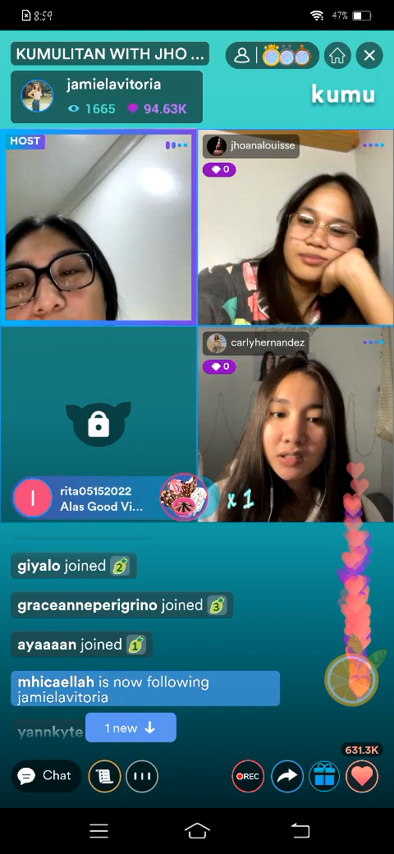 8:59
47%
KUMULITAN WITH JHO ...
jamielavitoria
1665
94.63K
kumu
HOST
jhoanalouisse
0
carlyhernandez
0
I
rita05152022
Alas Good Vi...
x 1
giyalo joined 2
graceanneperigrino joined 3
ayaaaan joined 1
mhicaellah is now following
jamielavitoria
yannkyte
1 new
631.3K
Chat
REC